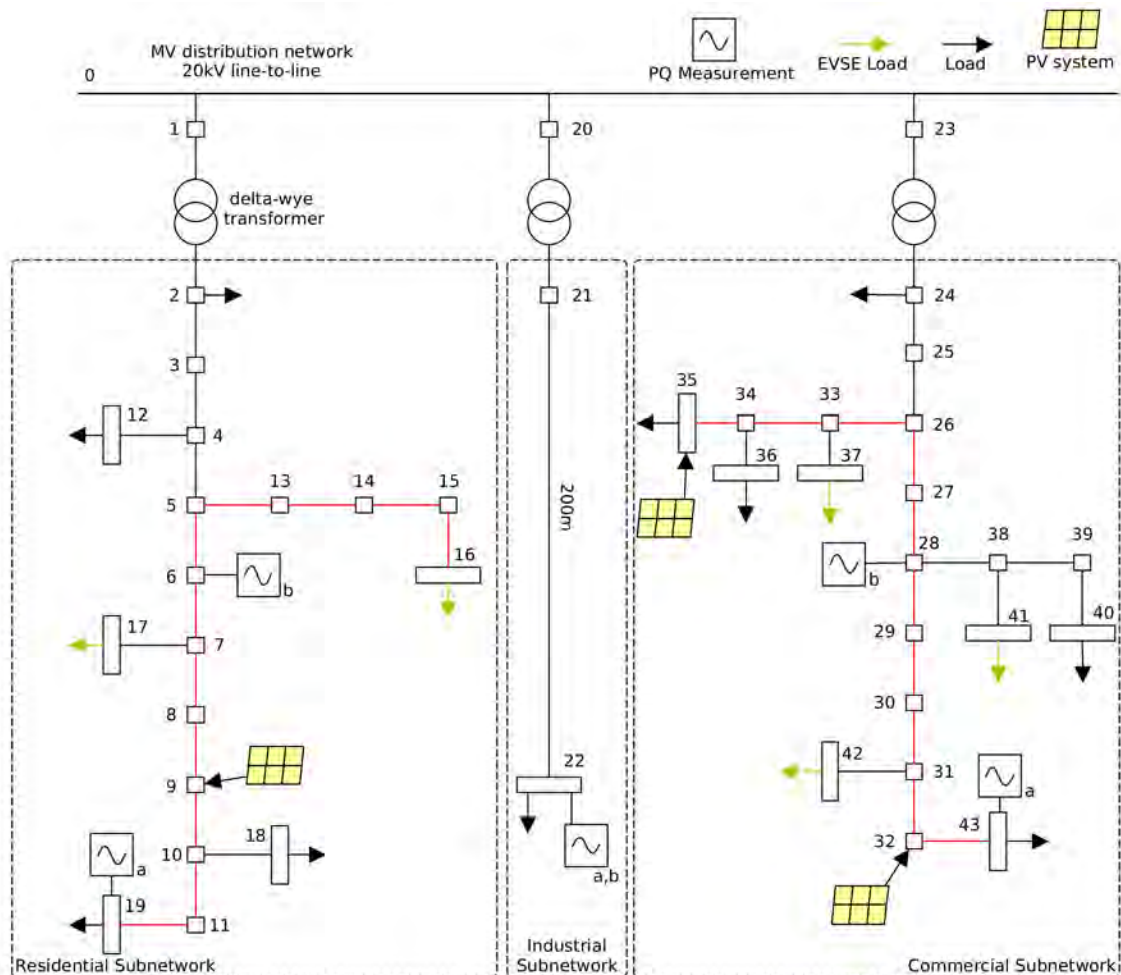 MV distribution network
20kV line-to-line
0
PQ Measurement
EVSE Load
Load
PV system
1
20
23
delta-wye
transformer
2
21
24
3
25
12
4
35
34
33
26
5
13
14
15
27
16
36
37
6
b
200m
28
38
39
b
17
7
41
40
29
8
30
22
42
31
9
a
18
10
a
a,b
32
43
19
11
Residential Subnetwork
Industrial
Subnetwork
Commercial Subnetwork